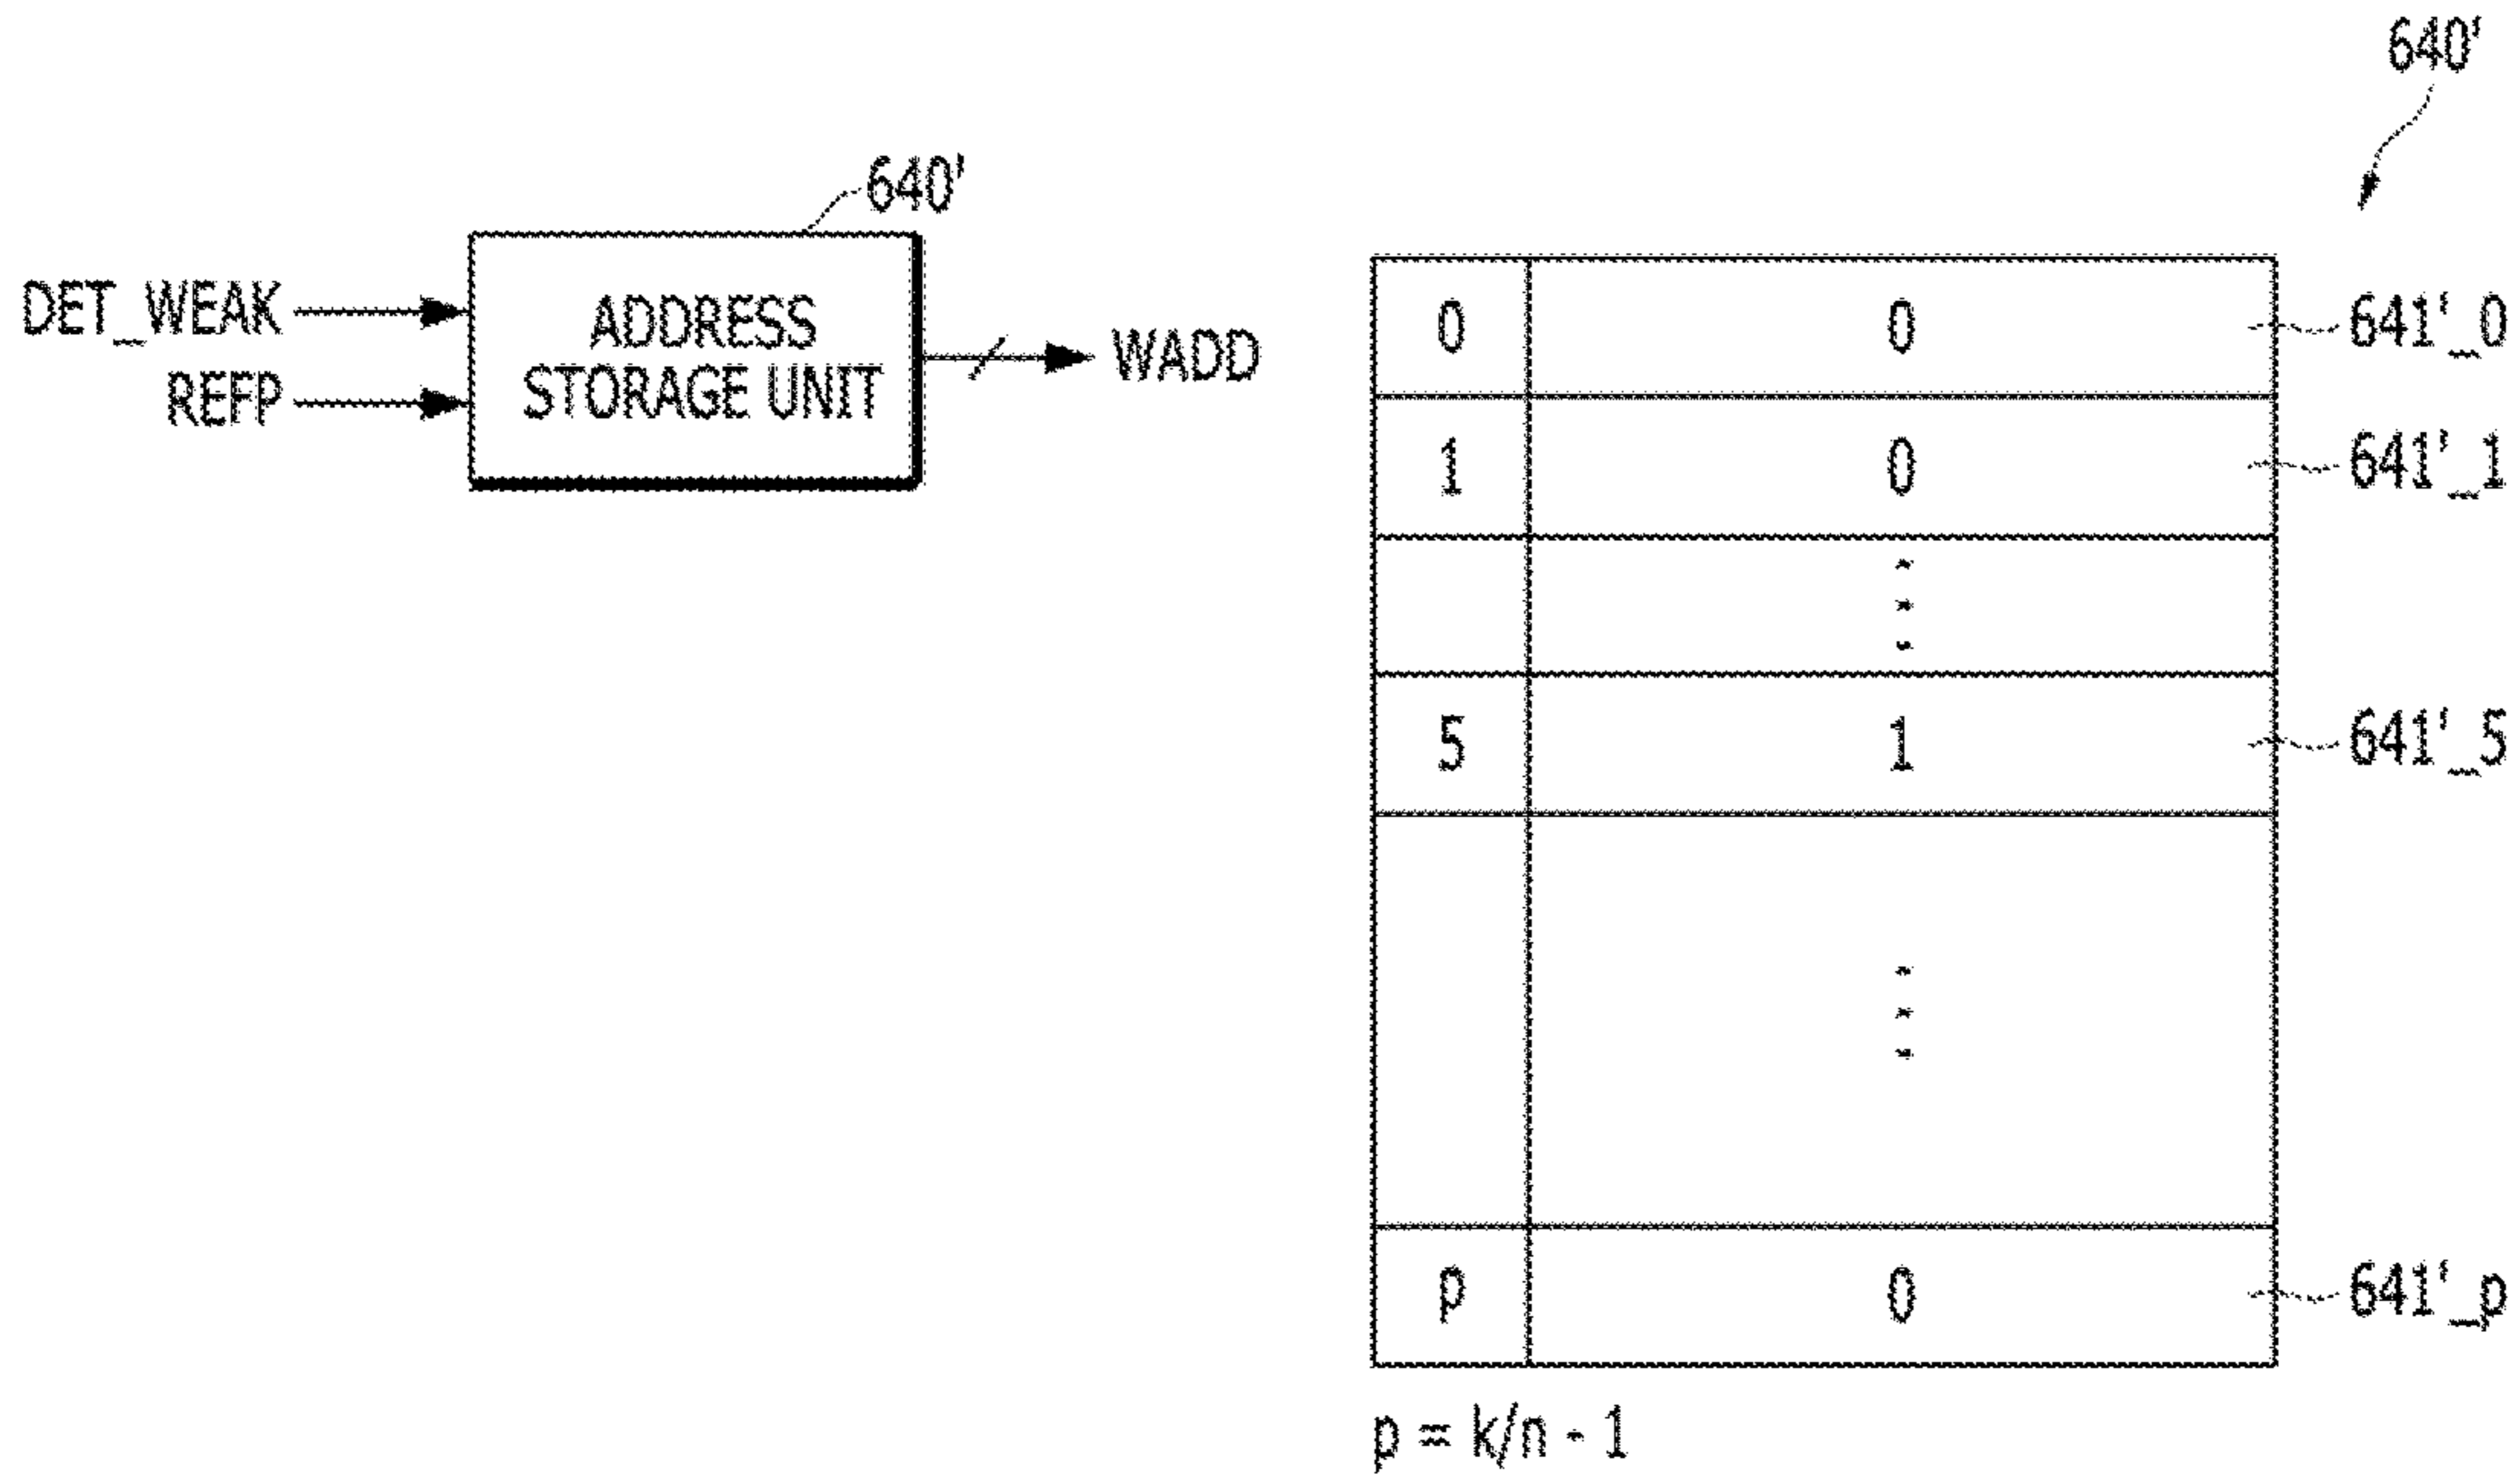 640'
640'
DET_WEAK
REFP
ADDRESS
STORAGE UNIT
WADD
0 0 641'_0
1 0 641'_1
5 1 641'_5
p 0 641'_p
p = k/n - 1